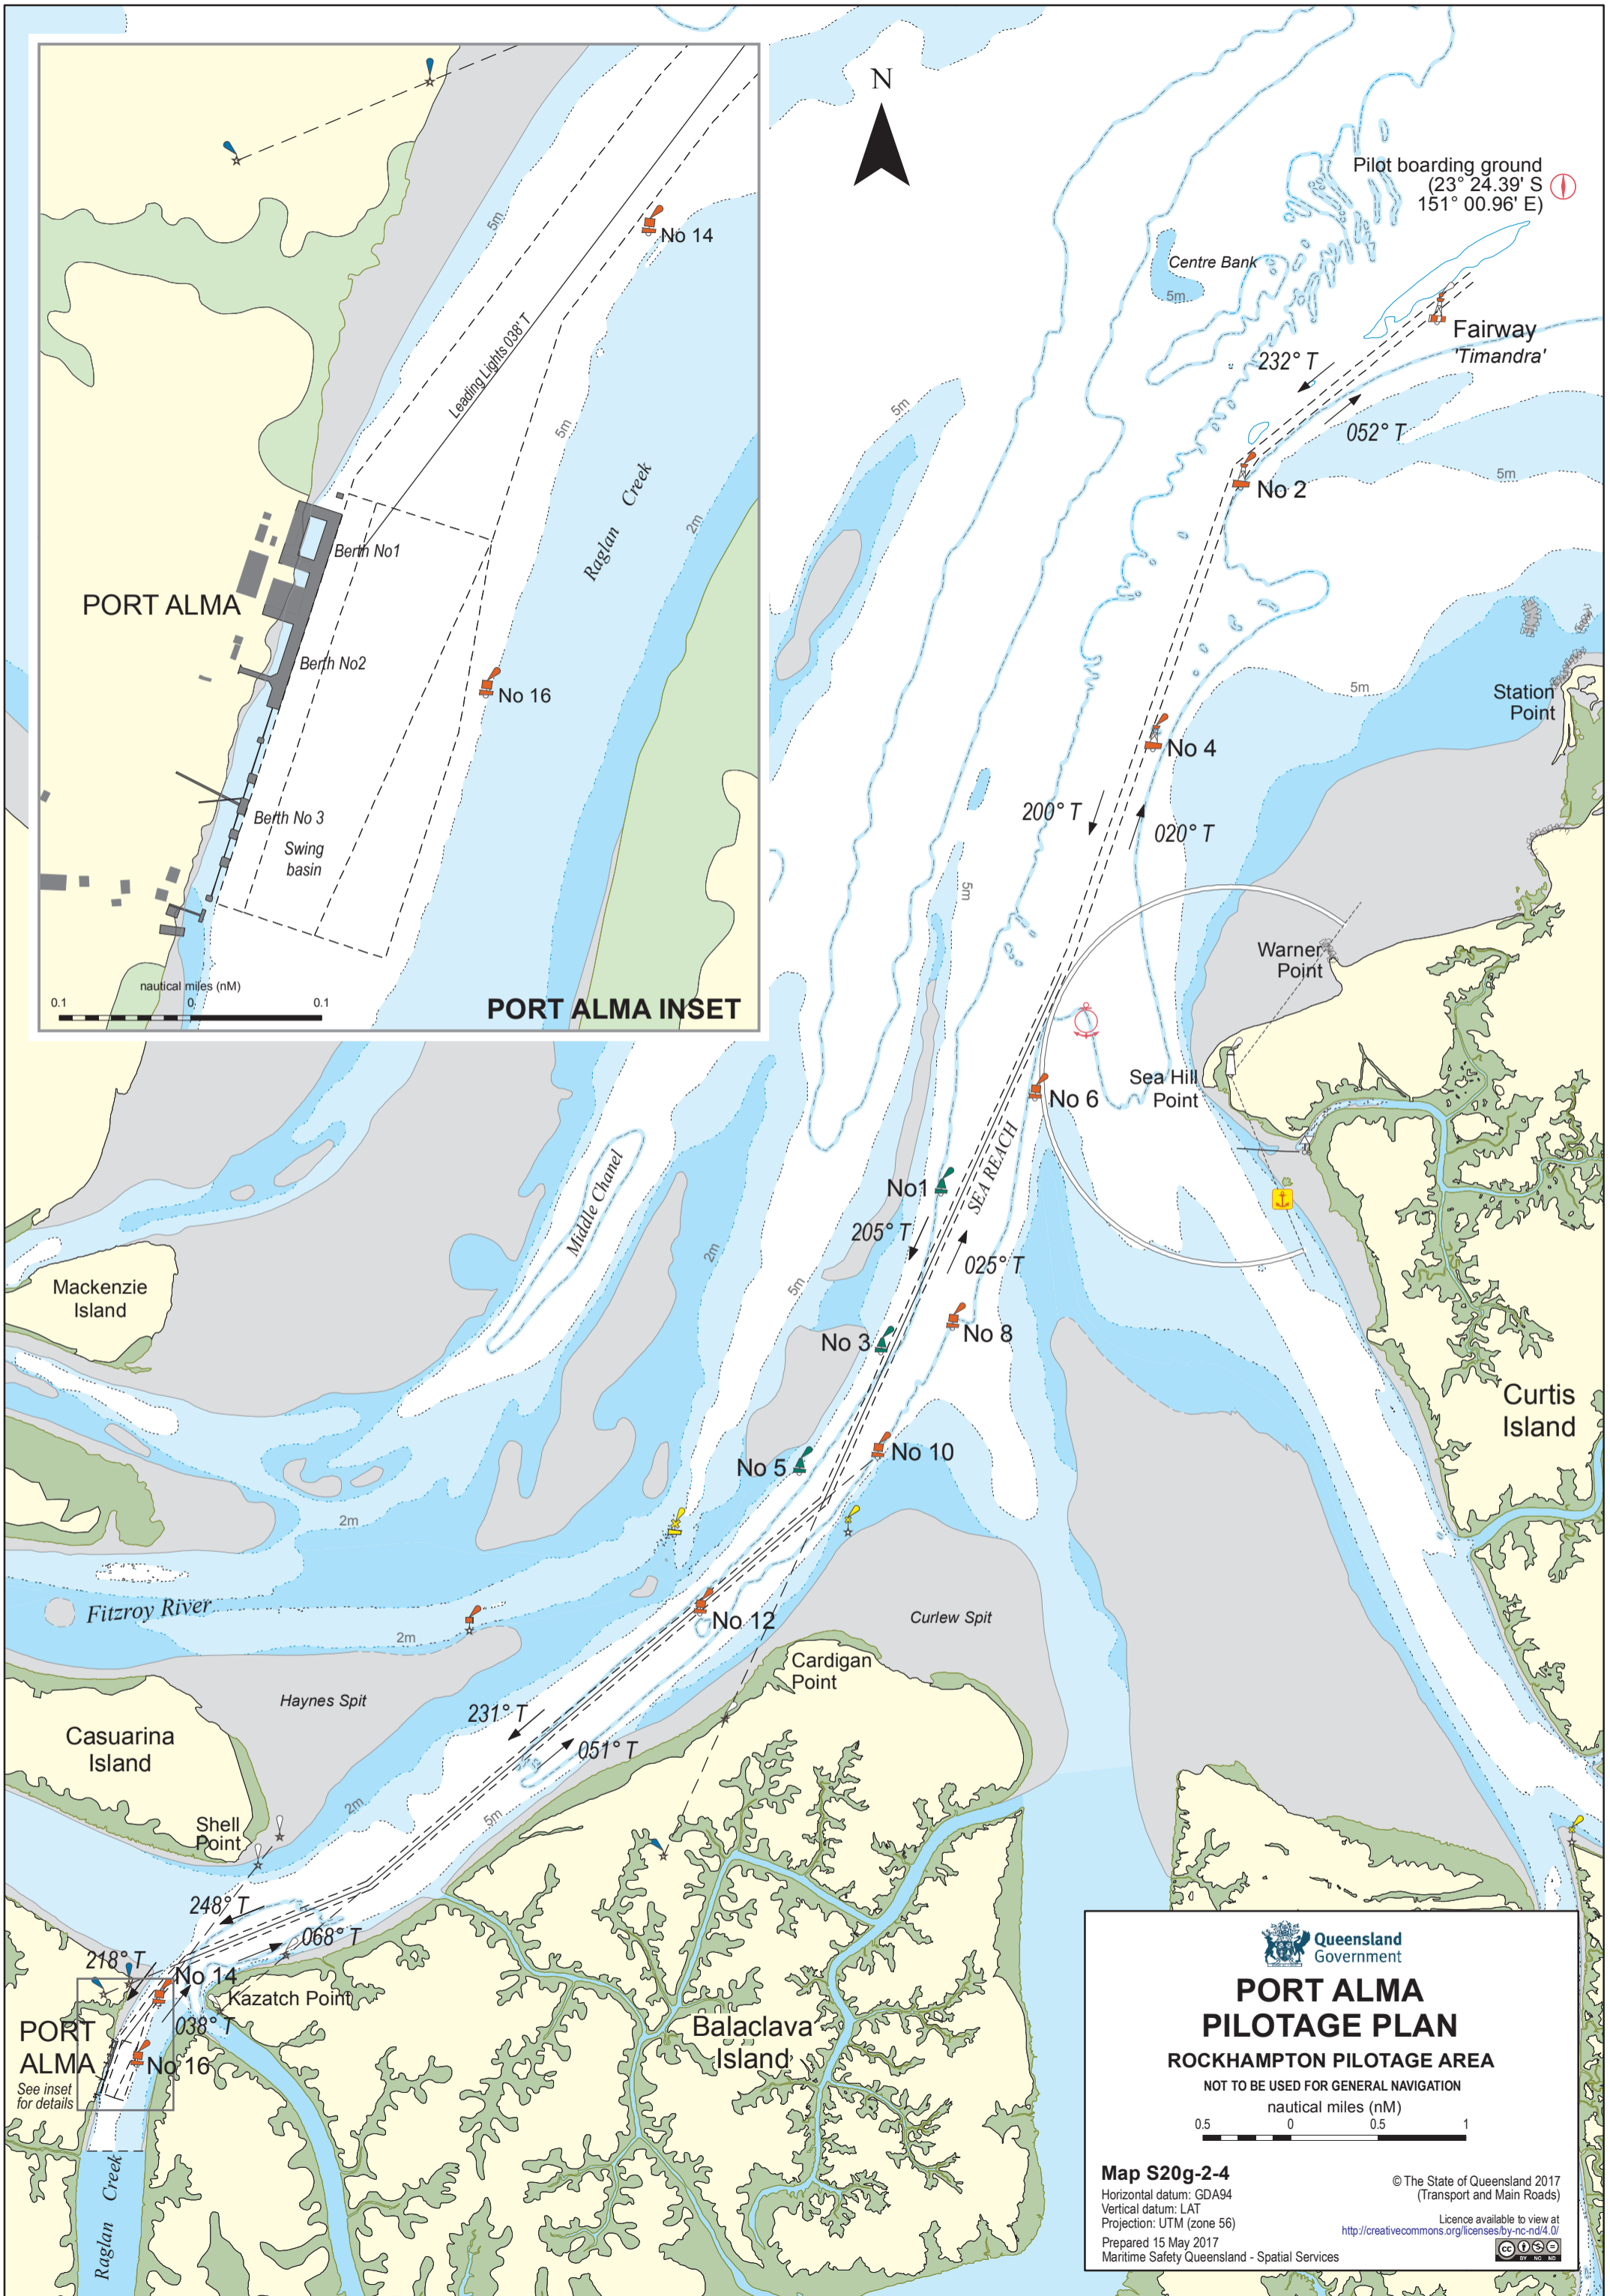 N
Pilot boarding ground
(23° 24.39' S
151° 00.96' E)
Centre Bank
5m
Fairway
'Timandra'
232° T
052° T
5m
No 2
5m
5m
Station
Point
No 4
200° T
020° T
5m
Warner
Point
Sea Hill
Point
No 6
SEA REACH
No1
205° T
025° T
No 8
No 3
5m
2m
Middle Chanel
Mackenzie
Island
Curtis
Island
No 10
No 5
2m
Fitzroy River
2m
No 12
Curlew Spit
Cardigan
Point
Haynes Spit
231° T
051° T
Casuarina
Island
2m
5m
Shell
Point
248° T
068° T
218° T
No 14
Kazatch Point
038° T
PORT
ALMA
No 16
See inset
for details
Balaclava
Island
Raglan Creek
5m
No 14
Leading Lights 038' T
5m
Raglan Creek
2m
Berth No1
PORT ALMA
Berth No2
No 16
Berth No 3
Swing
basin
nautical miles (nM)
0.1 0 0.1
PORT ALMA INSET
Queensland
Government
PORT ALMA
PILOTAGE PLAN
ROCKHAMPTON PILOTAGE AREA
NOT TO BE USED FOR GENERAL NAVIGATION
nautical miles (nM)
0.5 0 0.5 1
Map S20g-2-4
Horizontal datum: GDA94
Vertical datum: LAT
Projection: UTM (zone 56)
Prepared 15 May 2017
Maritime Safety Queensland - Spatial Services
© The State of Queensland 2017
(Transport and Main Roads)
Licence available to view at
http://creativecommons.org/licenses/by-nc-nd/4.0/
cc
BY NC ND